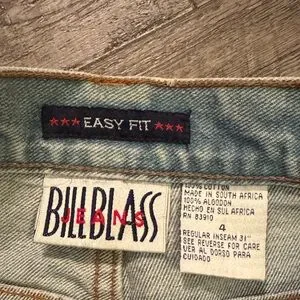 *** EASY FIT ***
BILL BLASS
JEANS
% COTTON
MADE IN SOUTH AFRICA
100% ALGODON
HECHO EN SUL AFRICA
RN 83910
4
REGULAR INSEAM 31"
SEE REVERSE FOR CARE
VER AL DORSO PARA
CUIDADO